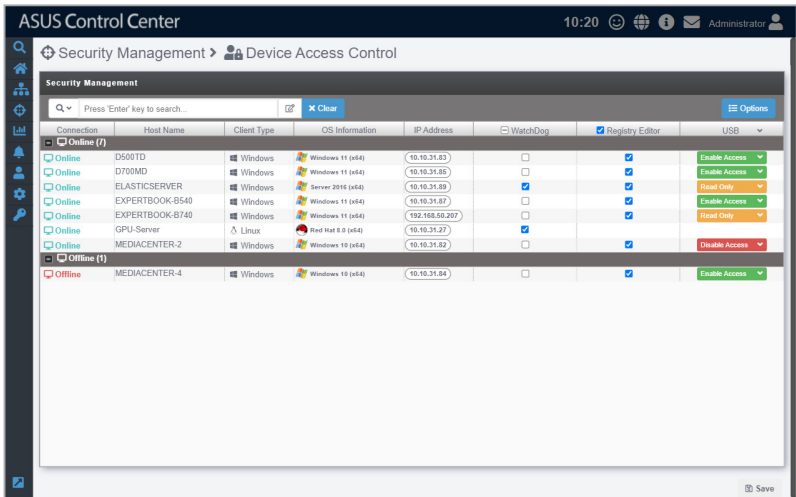 ASUS Control Center 10:20 Administrator
Security Management > Device Access Control
Security Management
Press 'Enter' key to search... Clear Options
Connection Host Name Client Type OS Information IP Address WatchDog Registry Editor USB
Online (7)
Online D500TD Windows Windows 11 (x64) 10.10.31.83 Enable Access
Online D700MD Windows Windows 11 (x64) 10.10.31.85 Enable Access
Online ELASTICSERVER Windows Server 2016 (x64) 10.10.31.89 Read Only
Online EXPERTBOOK-B540 Windows Windows 11 (x64) 10.10.31.87 Enable Access
Online EXPERTBOOK-B740 Windows Windows 11 (x64) 192.168.50.207 Read Only
Online GPU-Server Linux Red Hat 8.0 (x64) 10.10.31.27
Online MEDIACENTER-2 Windows Windows 10 (x64) 10.10.31.82 Disable Access
Offline (1)
Offline MEDIACENTER-4 Windows Windows 10 (x64) 10.10.31.84 Enable Access
Save